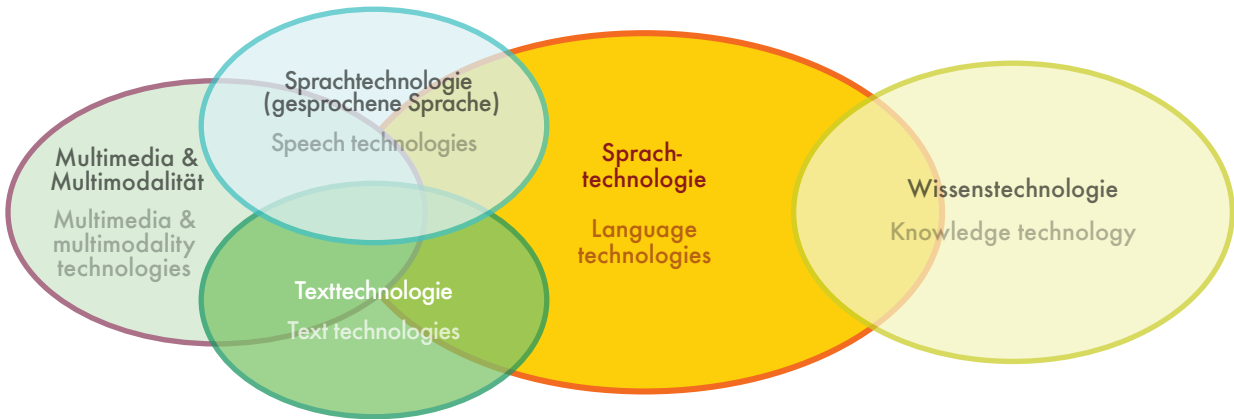 Sprachtechnologie
(gesprochene Sprache)
Speech technologies
Multimedia &
Multimodalität
Multimedia &
multimodality
technologies
Texttechnologie
Text technologies
Sprach-
technologie
Language
technologies
Wissenstechnologie
Knowledge technology